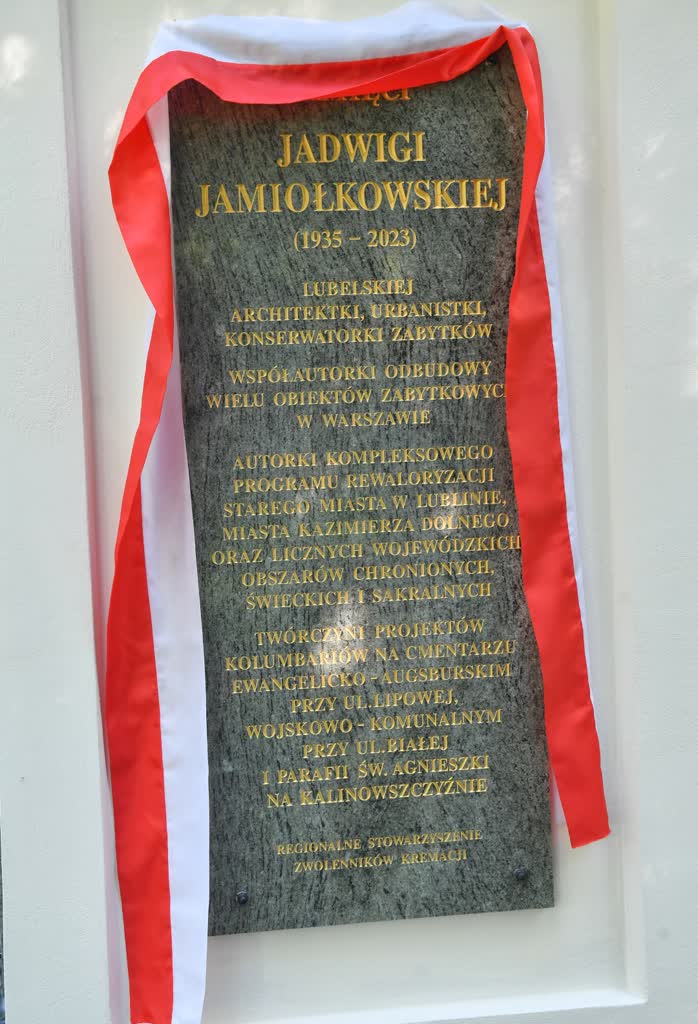 JADWIGI
JAMIOŁKOWSKIEJ
(1935 – 2023)
LUBELSKIEJ
ARCHITEKTKI, URBANISTKI,
KONSERWATORKI ZABYTKÓW
WSPÓŁAUTORKI ODBUDOWY
WIELU OBIEKTÓW ZABYTKOWYCH
W WARSZAWIE
AUTORKI KOMPLEKSOWEGO
PROGRAMU REWALORYZACJI
STAREGO MIASTA W LUBLINIE,
MIASTA KAZIMIERZA DOLNEGO
ORAZ LICZNYCH WOJEWÓDZKICH
OBSZARÓW CHRONIONYCH,
ŚWIECKICH I SAKRALNYCH
TWÓRCZYNI PROJEKTÓW
KOLUMBARIÓW NA CMENTARZU
EWANGELICKO - AUGSBURSKIM
PRZY UL. LIPOWEJ,
WOJSKOWO - KOMUNALNYM
PRZY UL. BIAŁEJ
I PARAFII ŚW. AGNIESZKI
NA KALINOWSZCZYŹNIE
REGIONALNE STOWARZYSZENIE
ZWOLENNIKÓW KREMACJI